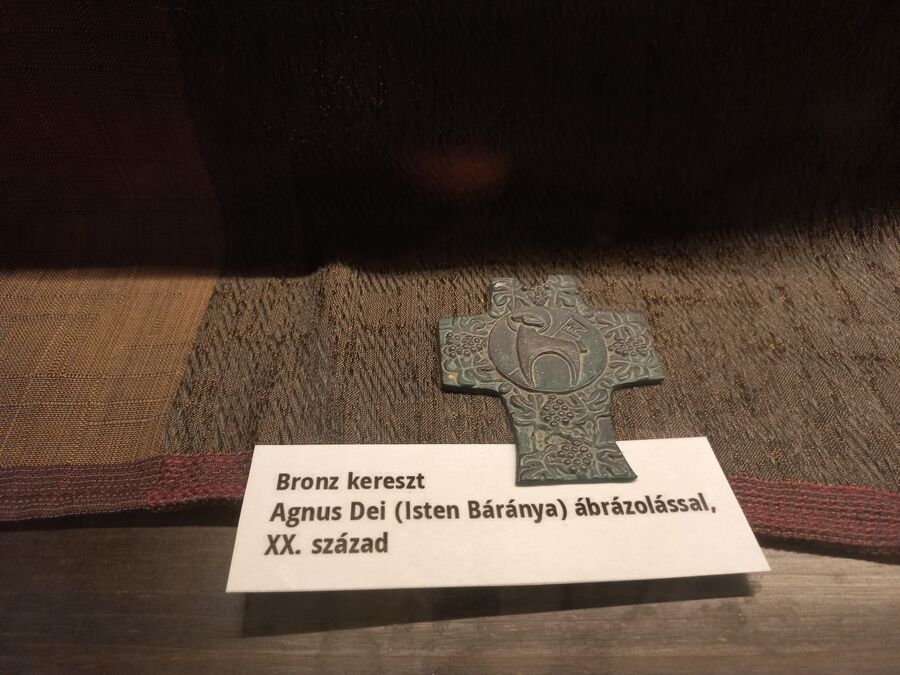 Bronz kereszt
Agnus Dei (Isten Báránya) ábrázolással,
XX. század